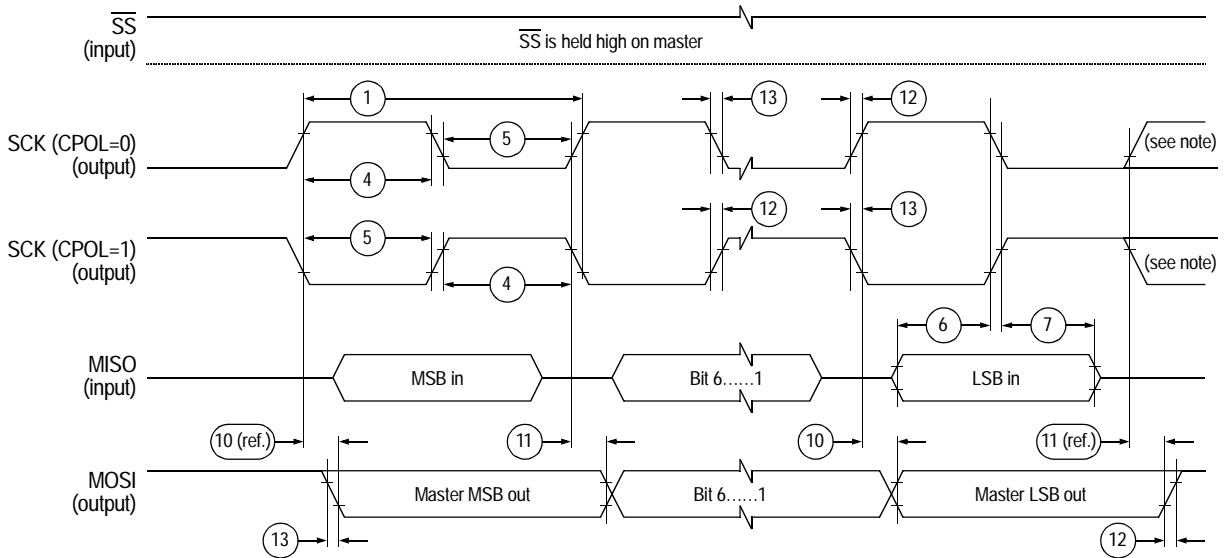 SS
(input)
SS is held high on master
1
13
12
SCK (CPOL=0)
(output)
5
(see note)
4
12
13
SCK (CPOL=1)
(output)
5
(see note)
4
6
7
MISO
(input)
MSB in
Bit 6......1
LSB in
10 (ref.)
11
10
11 (ref.)
MOSI
(output)
Master MSB out
Bit 6......1
Master LSB out
13
12